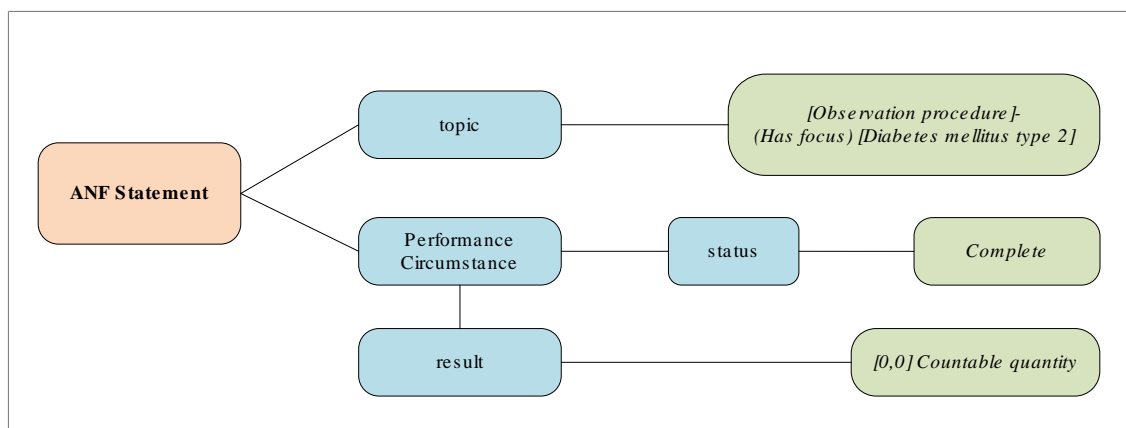 topic
[Observation procedure]-
(Has focus) [Diabetes mellitus type 2]
ANF Statement
Performance
Circumstance
status
Complete
result
[0,0] Countable quantity